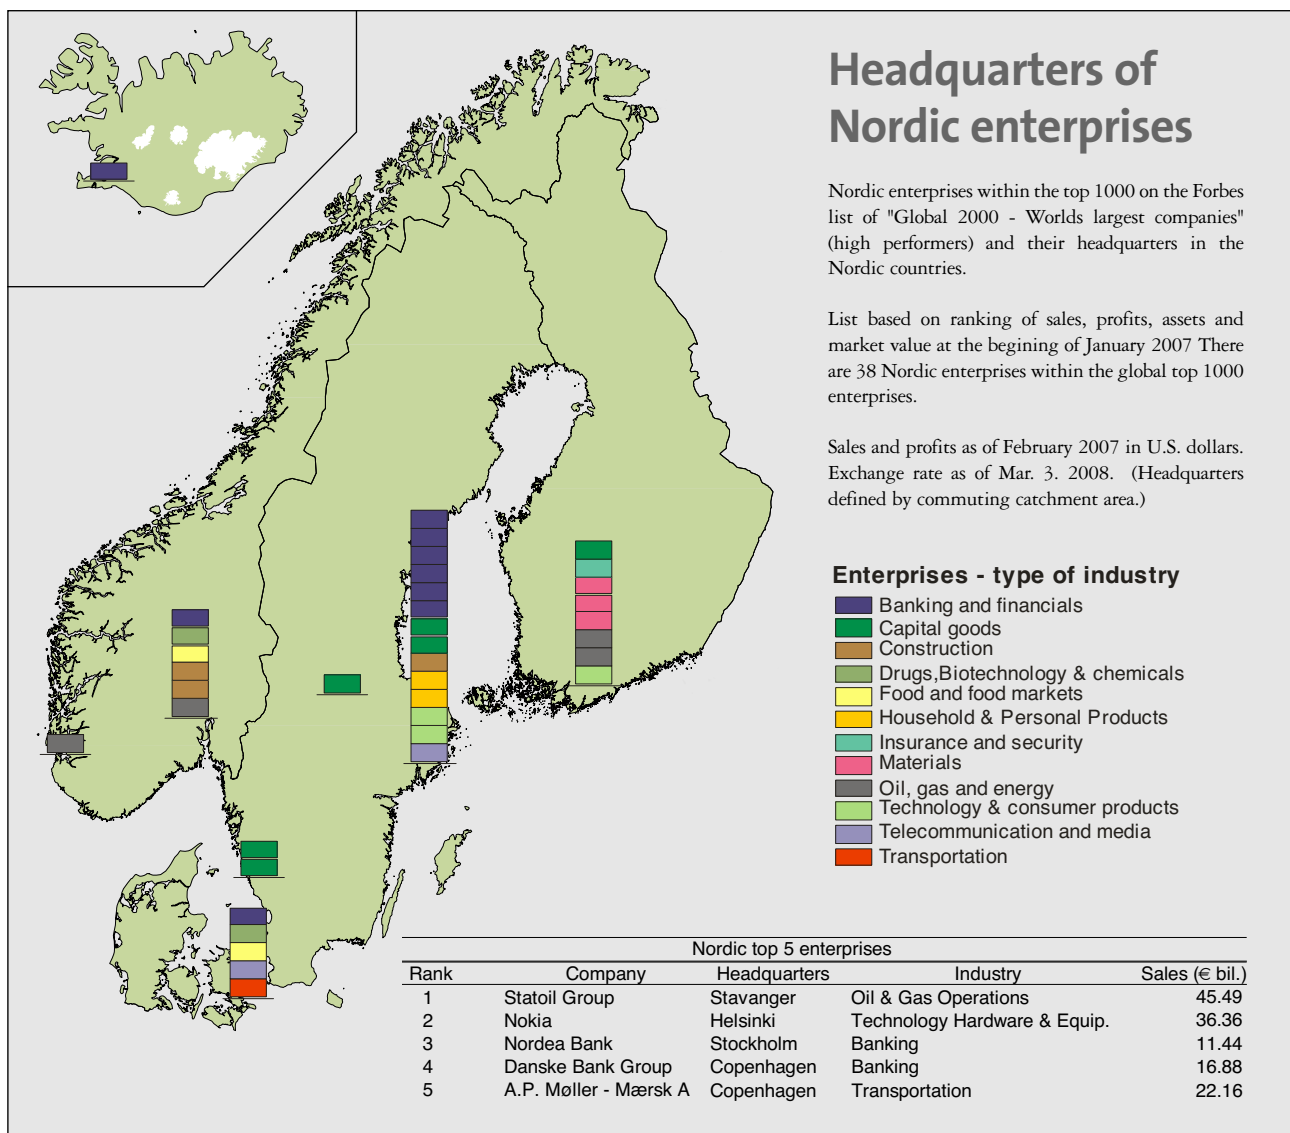 Headquarters of
Nordic enterprises
Nordic enterprises within the top 1000 on the Forbes
list of "Global 2000 - Worlds largest companies"
(high performers) and their headquarters in the
Nordic countries.
List based on ranking of sales, profits, assets and
market value at the begining of January 2007 There
are 38 Nordic enterprises within the global top 1000
enterprises.
Sales and profits as of February 2007 in U.S. dollars.
Exchange rate as of Mar. 3. 2008. (Headquarters
defined by commuting catchment area.)
Enterprises - type of industry
Banking and financials
Capital goods
Construction
Drugs,Biotechnology & chemicals
Food and food markets
Household & Personal Products
Insurance and security
Materials
Oil, gas and energy
Technology & consumer products
Telecommunication and media
Transportation
Nordic top 5 enterprises
Rank Company Headquarters Industry Sales (€ bil.)
1 Statoil Group Stavanger Oil & Gas Operations 45.49
2 Nokia Helsinki Technology Hardware & Equip. 36.36
3 Nordea Bank Stockholm Banking 11.44
4 Danske Bank Group Copenhagen Banking 16.88
5 A.P. Møller - Mærsk A Copenhagen Transportation 22.16